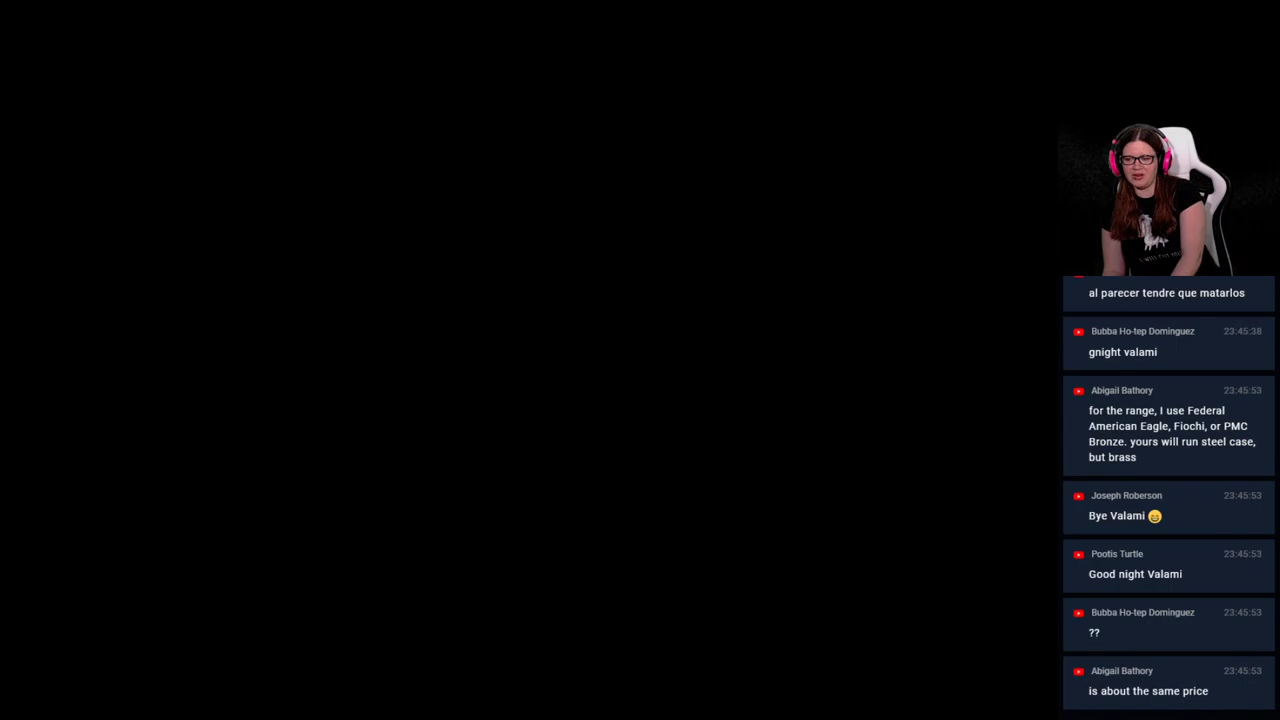 al parecer tendre que matarlos
Bubba Ho-tep Dominguez 23:45:38
gnight valami
Abigail Bathory 23:45:53
for the range, I use Federal
American Eagle, Fiochi, or PMC
Bronze. yours will run steel case,
but brass
Joseph Roberson 23:45:53
Bye Valami 😄
Pootis Turtle 23:45:53
Good night Valami
Bubba Ho-tep Dominguez 23:45:53
??
Abigail Bathory 23:45:53
is about the same price